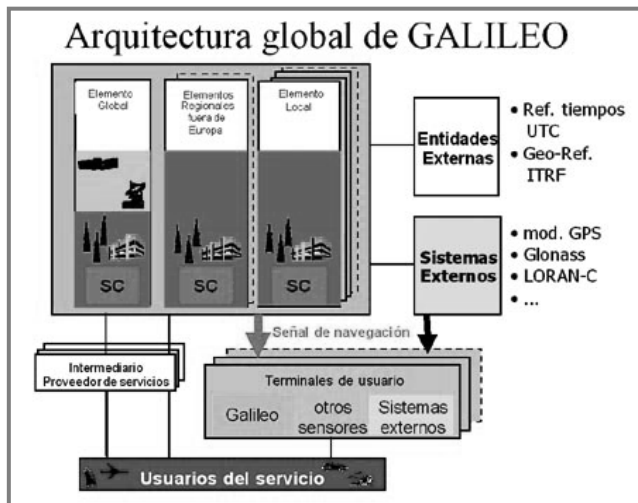 Arquitectura global de GALILEO
Elemento
Global
Elementos
Regionales
fuera de
Europa
Elemento
Local
SC
SC
SC
Entidades
Externas
• Ref. tiempos
UTC
• Geo-Ref.
ITRF
Sistemas
Externos
• mod. GPS
• Glonass
• LORAN-C
• ...
Señal de navegación
Intermediario
Proveedor de servicios
Terminales de usuario
Galileo
otros
sensores
Sistemas
externos
Usuarios del servicio